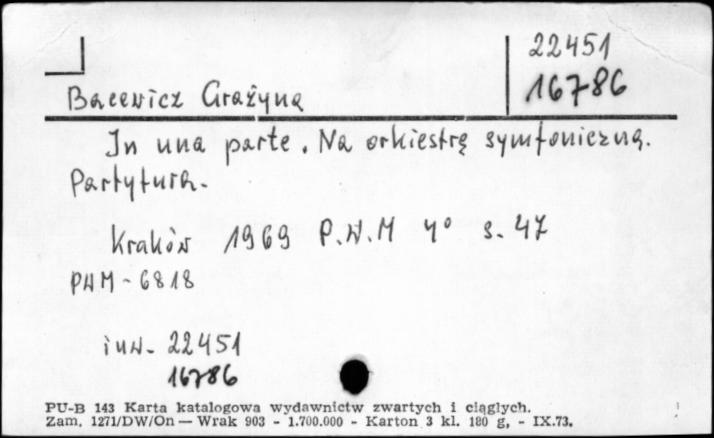 22451
16786
Bacewicz Grażyna
In una parte. Na orkiestrę symfoniczną.
Partytura.
Kraków 1969 P.W.M 4° s. 47
PWM - 6818
inw. 22451
16786
PU-B 143 Karta katalogowa wydawnictw zwartych i ciągłych.
Zam. 1271/DW/On — Wrak 903 - 1.700.000 - Karton 3 kl. 180 g, - IX.73.